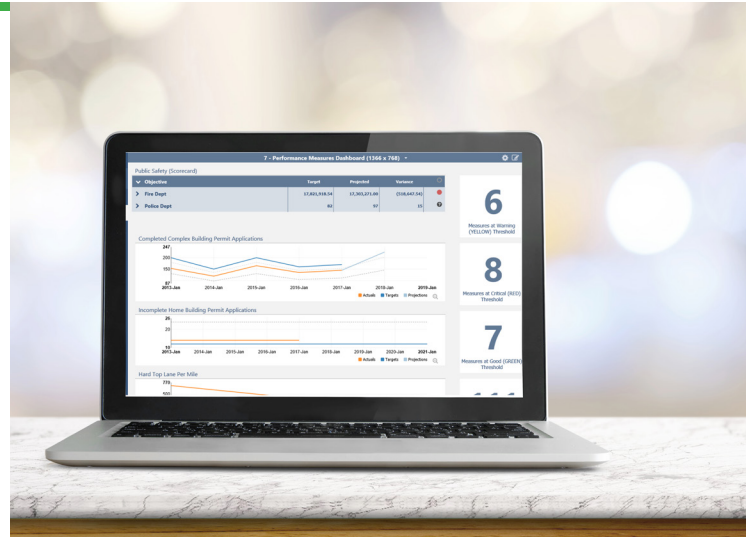 7 - Performance Measures Dashboard (1366 x 768)
Public Safety (Scorecard)
Objective Target Projected Variance
Fire Dept
Police Dept 82 97 15
6
Measures at Warning
(YELLOW) Threshold
Completed Complex Building Permit Applications
247
200
150
2013-Jan 2014-Jan 2015-Jan 2016-Jan 2017-Jan 2018-Jan 2019-Jan
Actuals Targets Projections
8
Measures at Critical (RED)
Threshold
Incomplete Home Building Permit Applications
20
10
2013-Jan 2014-Jan 2015-Jan 2016-Jan 2017-Jan 2018-Jan 2019-Jan 2020-Jan 2021-Jan
Actuals Targets Projections
7
Measures at Good (GREEN)
Threshold
Hard Top Lane Per Mile